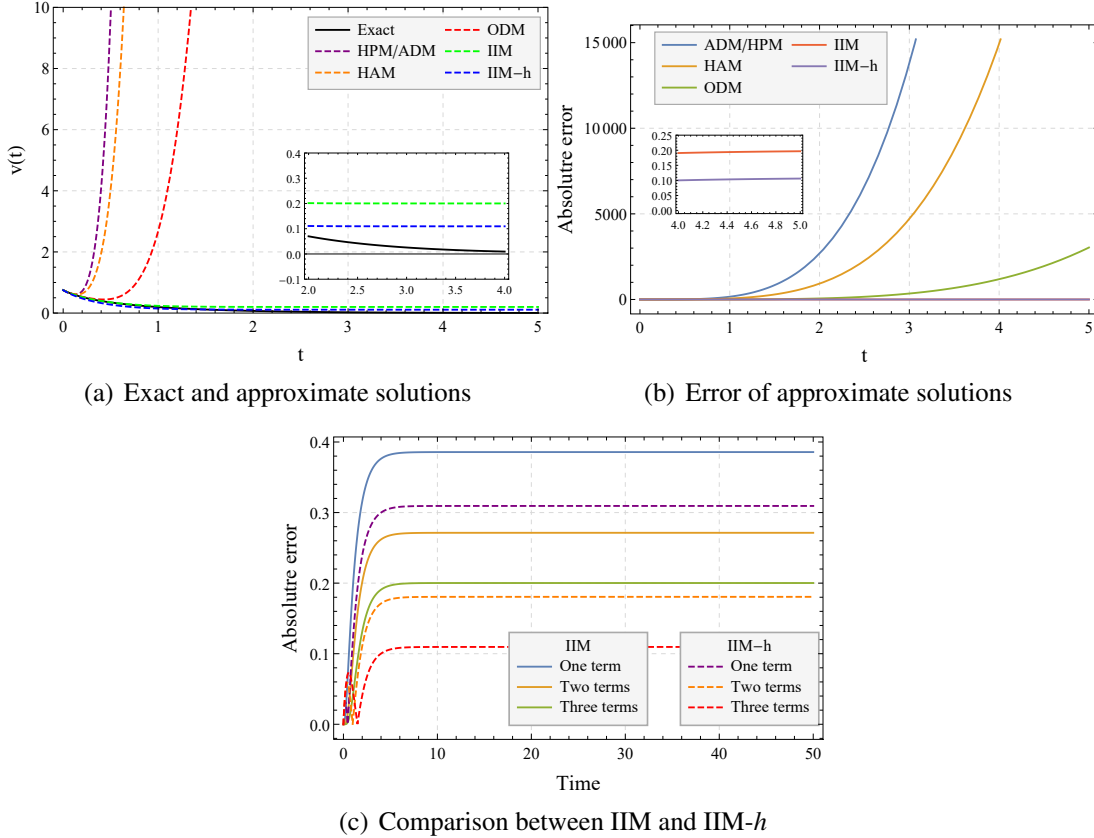 10
8
6
4
2
0
v(t)
Exact
HPM/ADM
HAM
ODM
IIM
IIM−h
0.4
0.3
0.2
0.1
0.0
−0.1
2.0 2.5 3.0 3.5 4.0
0 1 2 3 4 5
t
(a) Exact and approximate solutions
15 000
10 000
5000
0
Absolutre error
ADM/HPM
HAM
ODM
IIM
IIM−h
0.25
0.20
0.15
0.10
0.05
0.00
4.0 4.2 4.4 4.6 4.8 5.0
0 1 2 3 4 5
t
(b) Error of approximate solutions
0.4
0.3
0.2
0.1
0.0
Absolutre error
IIM
One term
Two terms
Three terms
IIM−h
One term
Two terms
Three terms
0 10 20 30 40 50
Time
(c) Comparison between IIM and IIM-h